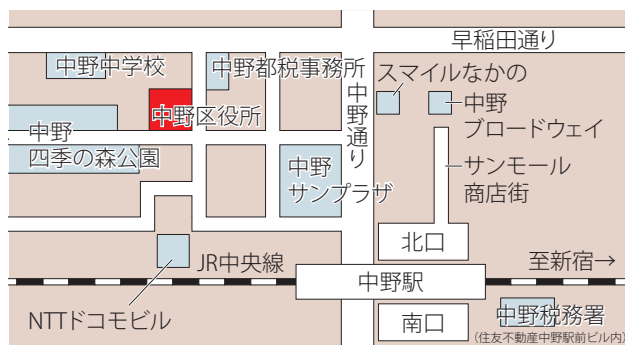 早稲田通り
中野中学校
中野都税事務所
スマイルなかの
中野区役所
中野通り
中野
ブロードウェイ
中野
四季の森公園
中野
サンプラザ
サンモール
商店街
北口
JR中央線
至新宿→
中野駅
NTTドコモビル
南口
中野税務署
(住友不動産中野駅前ビル内)